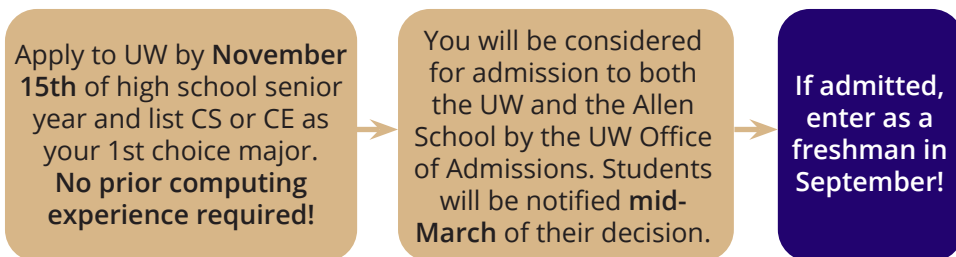 Apply to UW by November
15th of high school senior
year and list CS or CE as
your 1st choice major.
No prior computing
experience required!
You will be considered
for admission to both
the UW and the Allen
School by the UW Office
of Admissions. Students
will be notified mid-
March of their decision.
If admitted,
enter as a
freshman in
September!